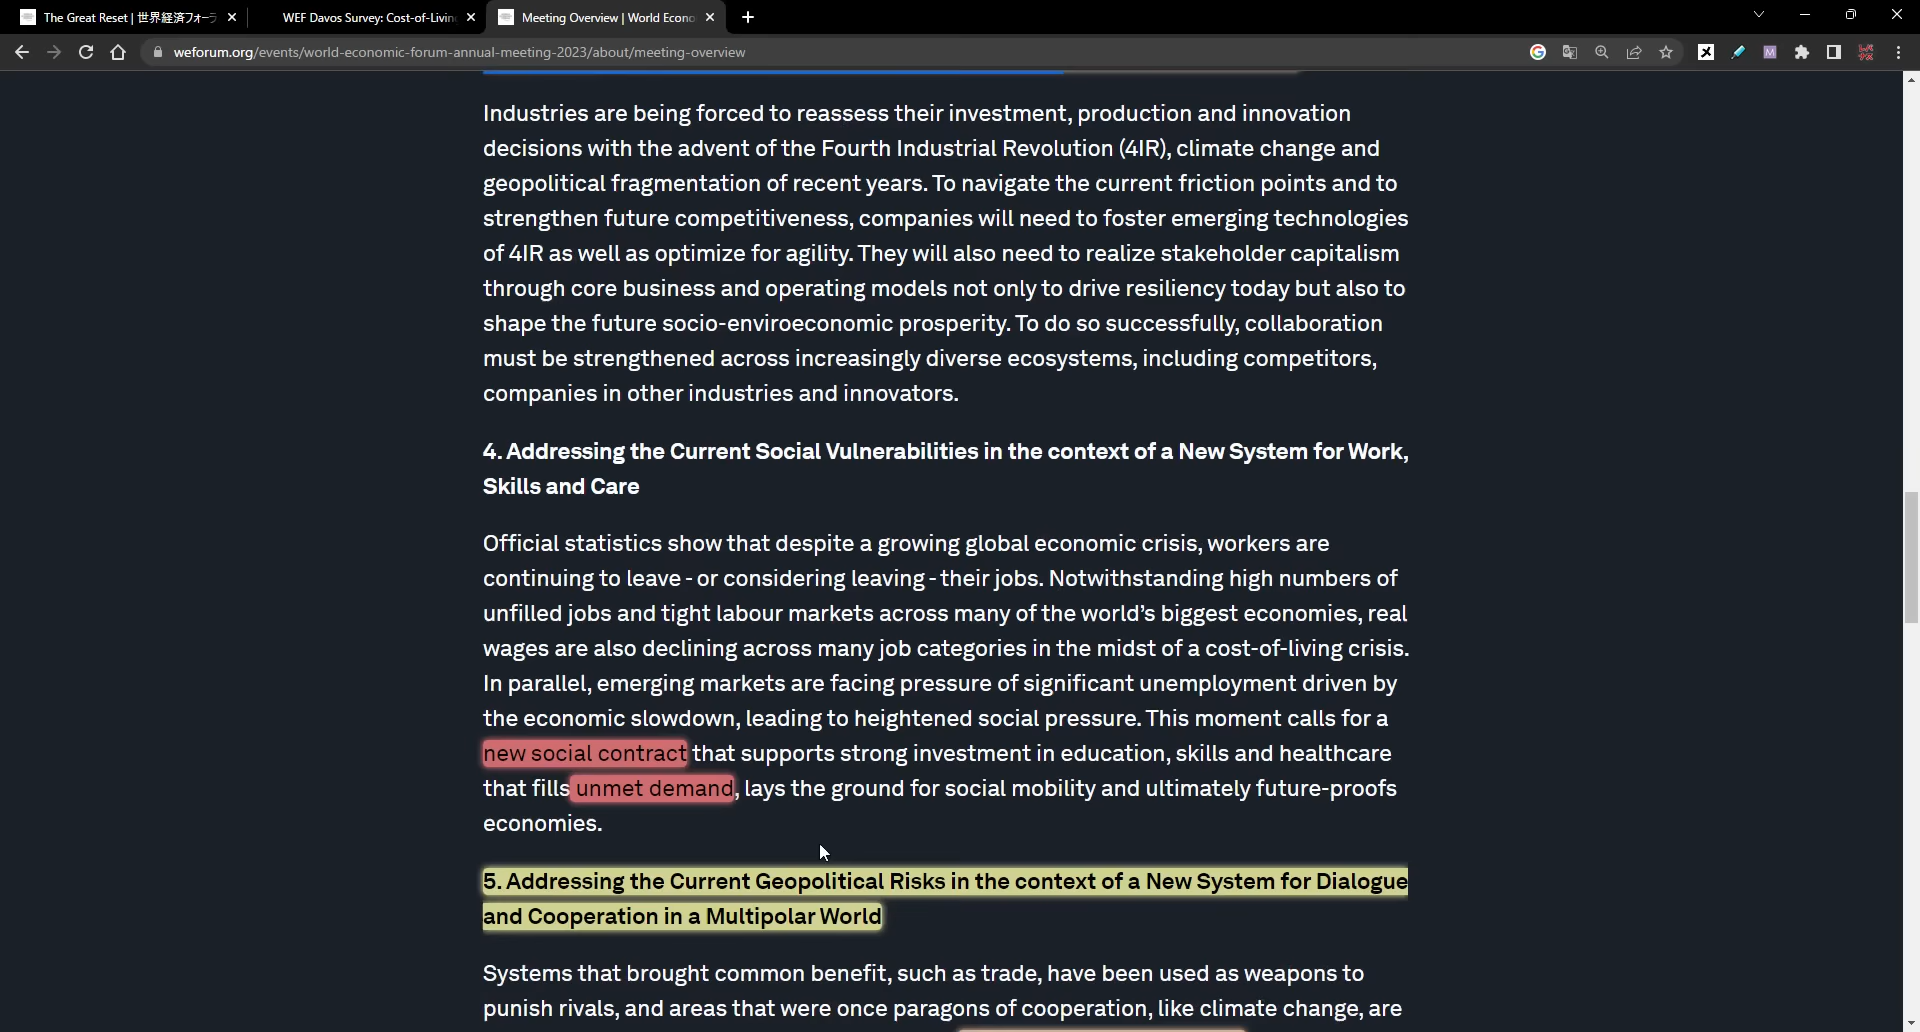 The Great Reset | 世界経済フォーラ
WEF Davos Survey: Cost-of-Livin
Meeting Overview | World Econo
weforum.org/events/world-economic-forum-annual-meeting-2023/about/meeting-overview
Industries are being forced to reassess their investment, production and innovation
decisions with the advent of the Fourth Industrial Revolution (4IR), climate change and
geopolitical fragmentation of recent years. To navigate the current friction points and to
strengthen future competitiveness, companies will need to foster emerging technologies
of 4IR as well as optimize for agility. They will also need to realize stakeholder capitalism
through core business and operating models not only to drive resiliency today but also to
shape the future socio-enviroeconomic prosperity. To do so successfully, collaboration
must be strengthened across increasingly diverse ecosystems, including competitors,
companies in other industries and innovators.
4. Addressing the Current Social Vulnerabilities in the context of a New System for Work,
Skills and Care
Official statistics show that despite a growing global economic crisis, workers are
continuing to leave - or considering leaving - their jobs. Notwithstanding high numbers of
unfilled jobs and tight labour markets across many of the world’s biggest economies, real
wages are also declining across many job categories in the midst of a cost-of-living crisis.
In parallel, emerging markets are facing pressure of significant unemployment driven by
the economic slowdown, leading to heightened social pressure. This moment calls for a
new social contract that supports strong investment in education, skills and healthcare
that fills unmet demand, lays the ground for social mobility and ultimately future-proofs
economies.
5. Addressing the Current Geopolitical Risks in the context of a New System for Dialogue
and Cooperation in a Multipolar World
Systems that brought common benefit, such as trade, have been used as weapons to
punish rivals, and areas that were once paragons of cooperation, like climate change, are